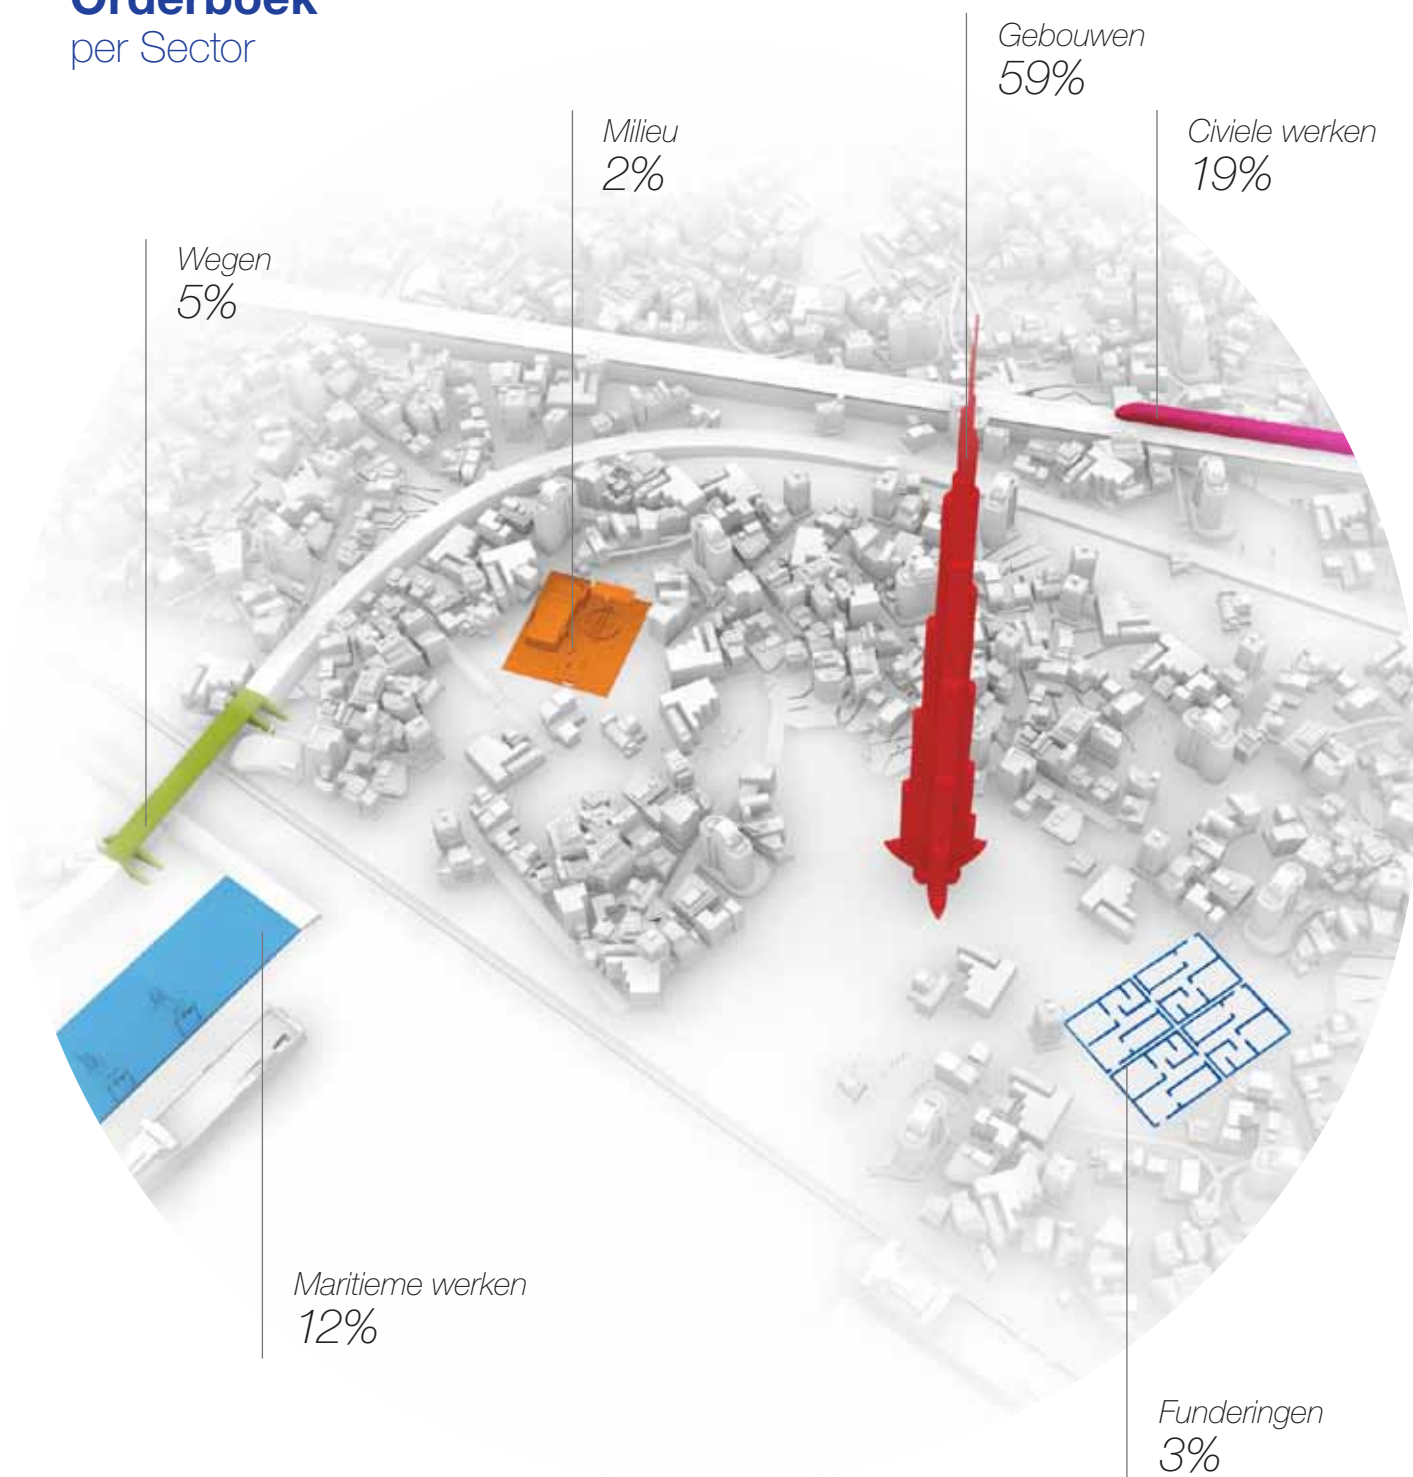 Orderboek
per Sector
Gebouwen
59%
Milieu
2%
Civiele werken
19%
Wegen
5%
Maritieme werken
12%
Funderingen
3%